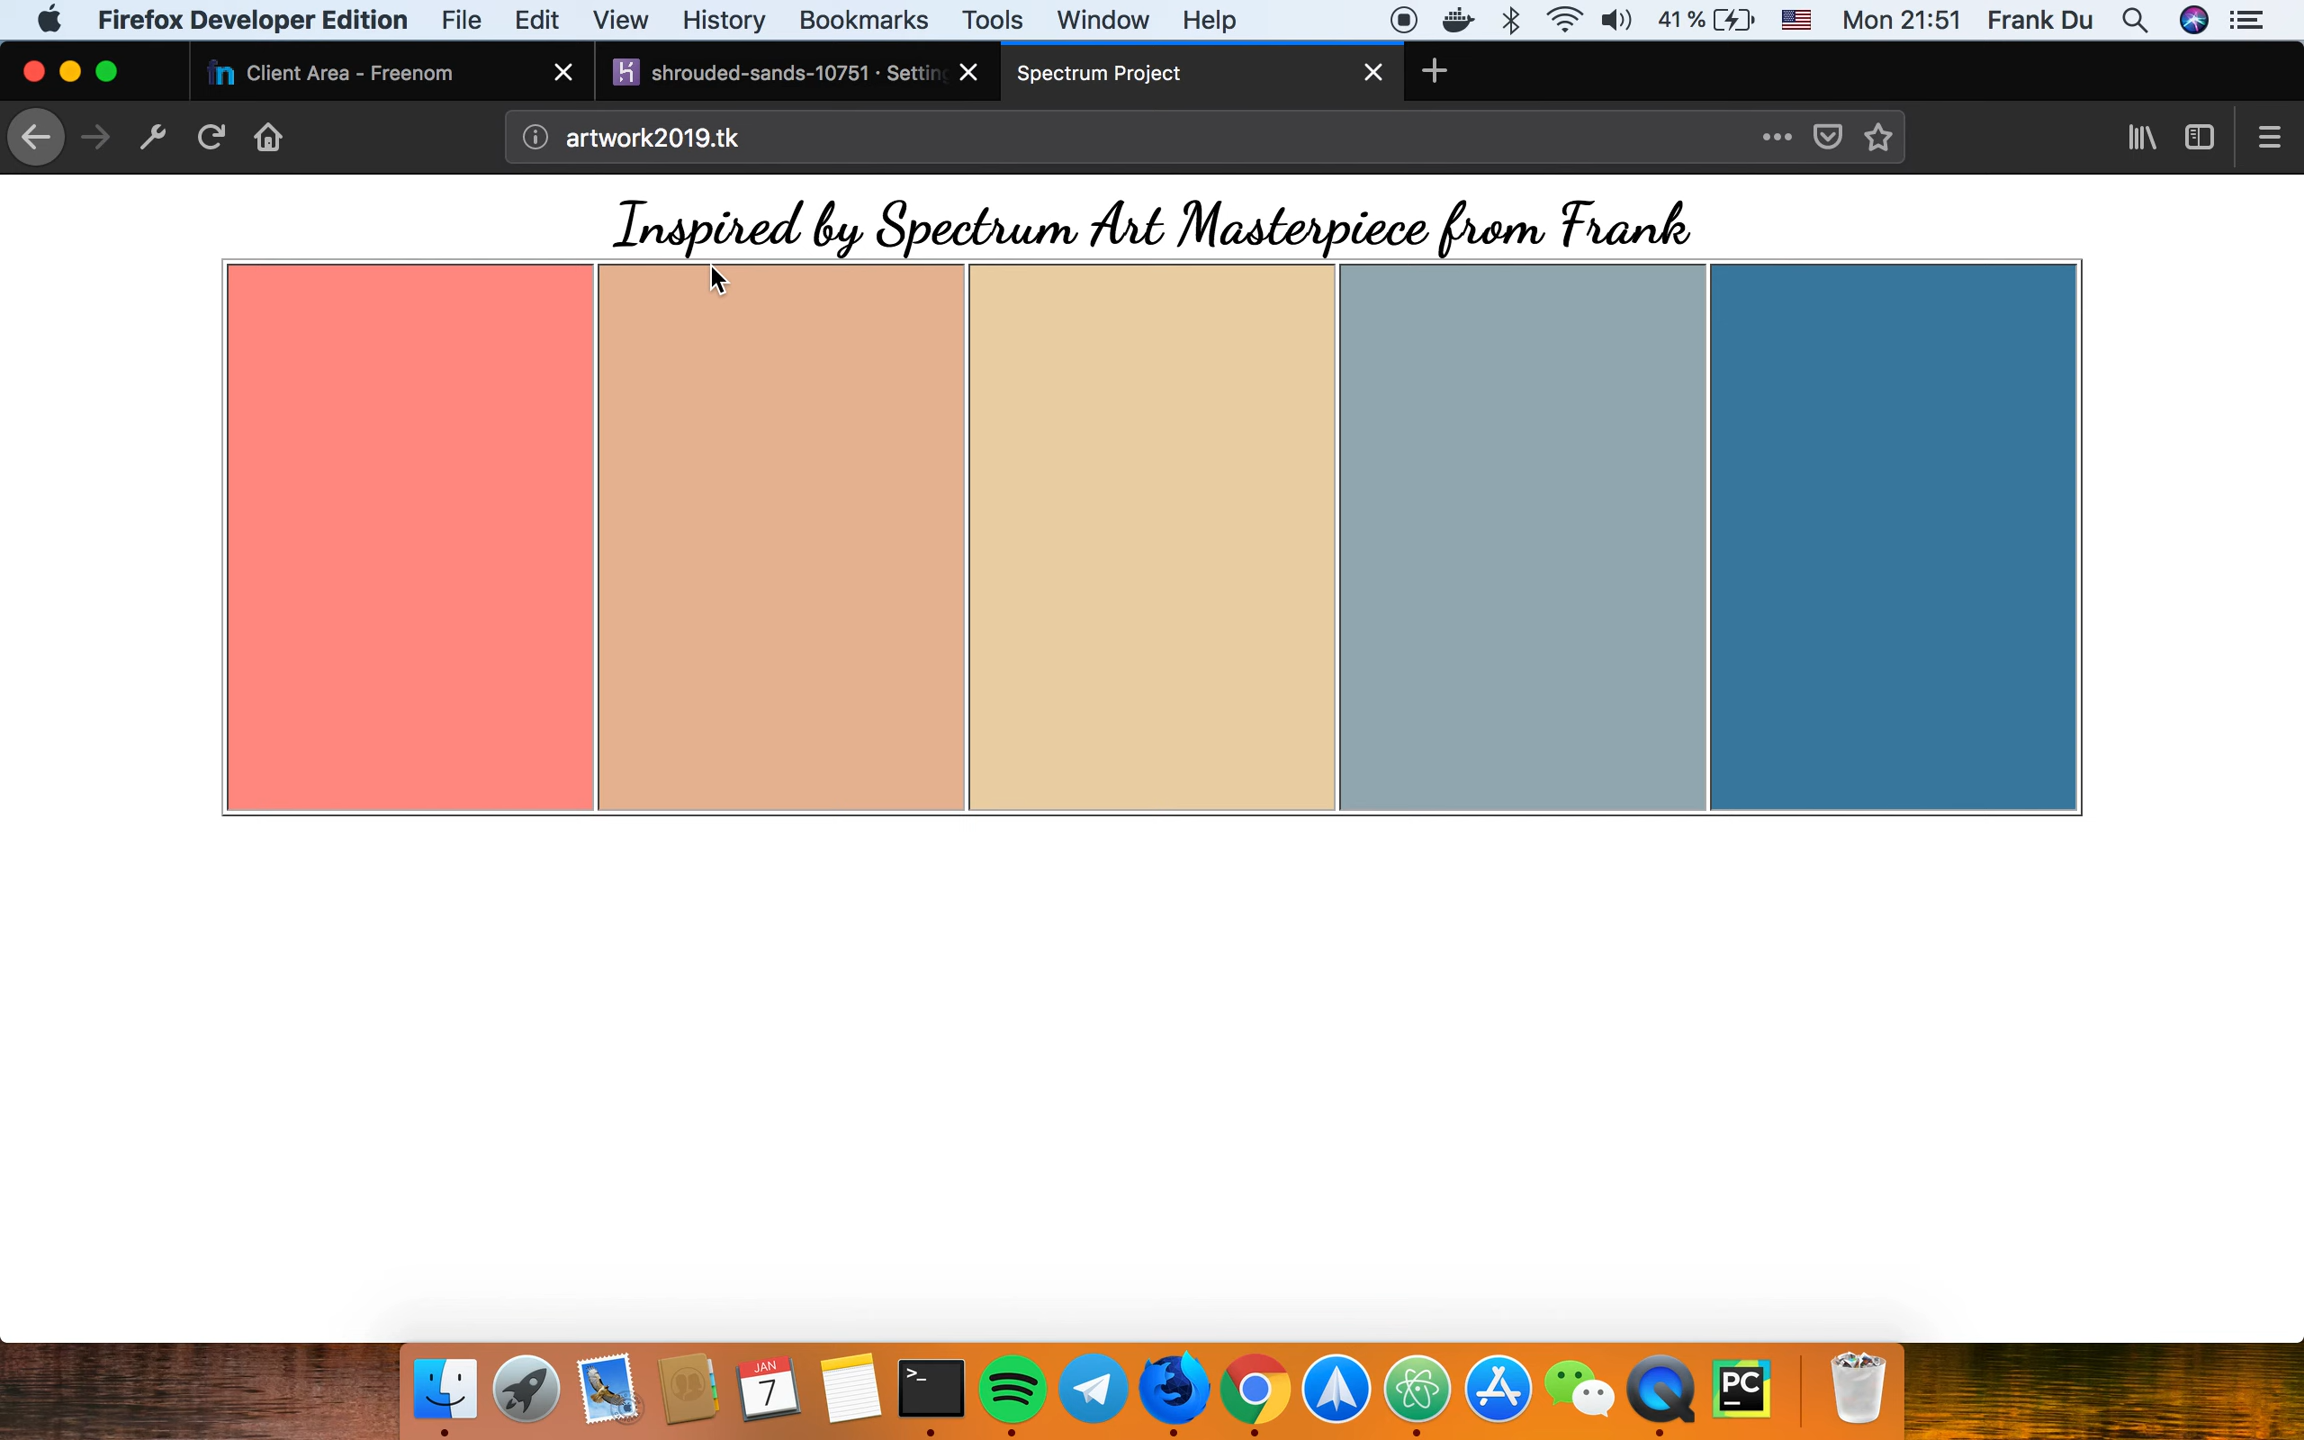 Firefox Developer Edition File Edit View History Bookmarks Tools Window Help 41 % Mon 21:51 Frank Du
Client Area - Freenom shrouded-sands-10751 · Setting Spectrum Project
artwork2019.tk
Inspired by Spectrum Art Masterpiece from Frank
JAN
7
>_
PC